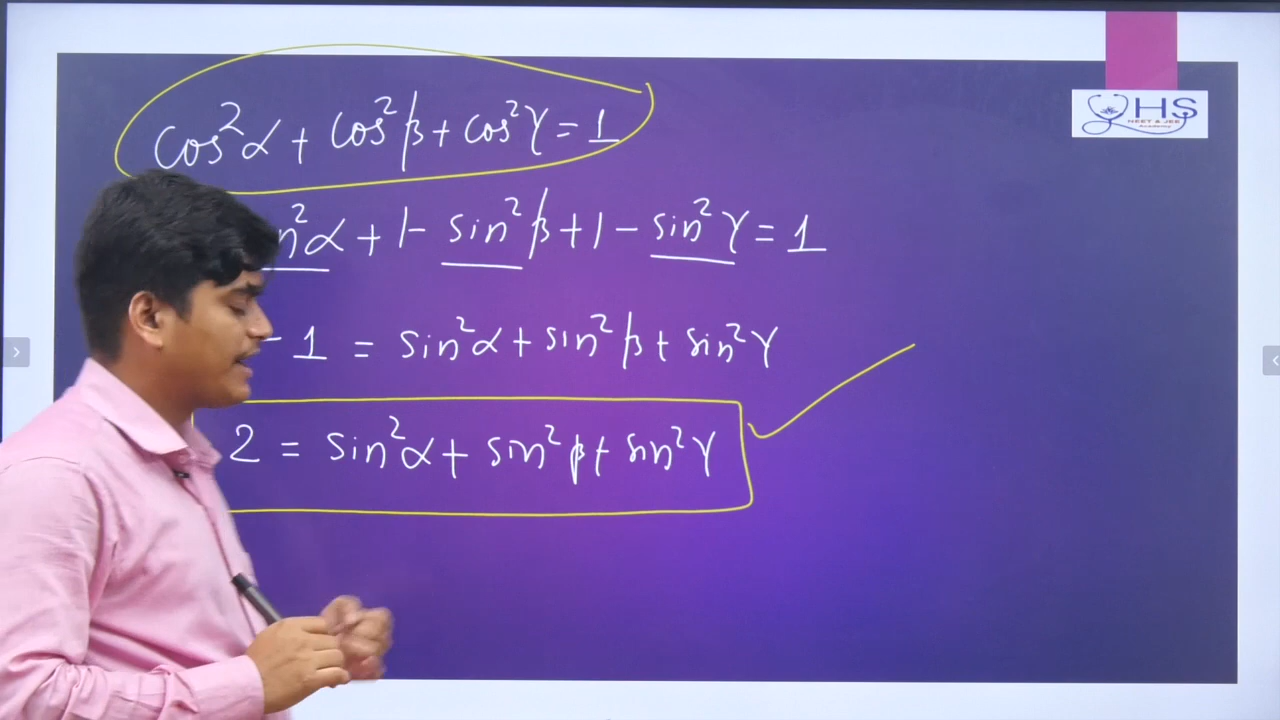 cos²α + cos²β + cos²γ = 1
n²α + 1 - sin²β + 1 - sin²γ = 1
- 1 = sin²α + sin²β + sin²γ
2 = sin²α + sin²β + sin²γ
HS
NEET & JEE
Academy